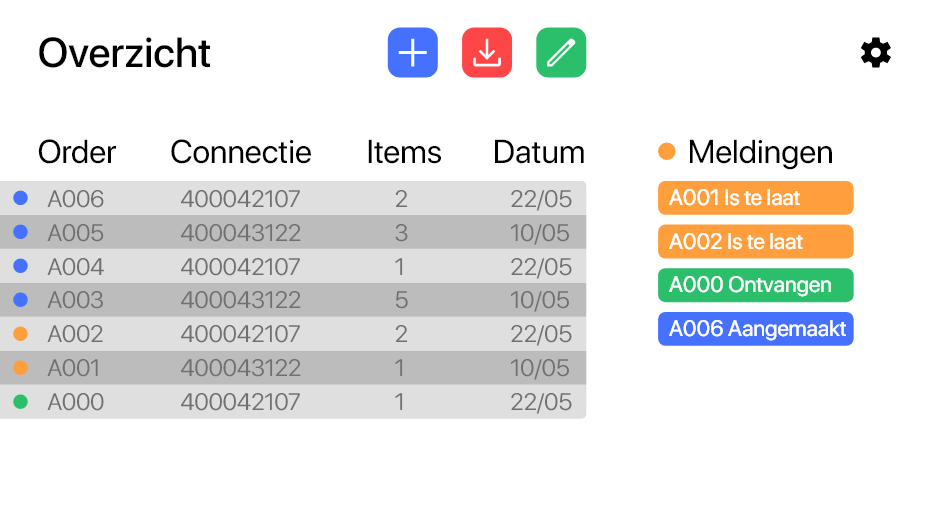 Overzicht
Order Connectie Items Datum
A006 400042107 2 22/05
A005 400043122 3 10/05
A004 400042107 1 22/05
A003 400043122 5 10/05
A002 400042107 2 22/05
A001 400043122 1 10/05
A000 400042107 1 22/05
Meldingen
A001 Is te laat
A002 Is te laat
A000 Ontvangen
A006 Aangemaakt